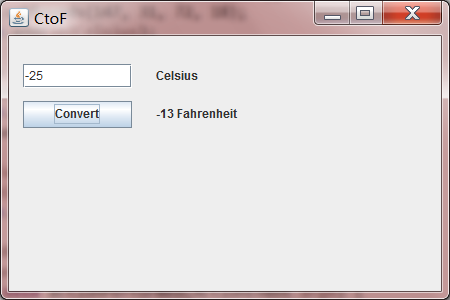 CtoF
-25 Celsius
Convert -13 Fahrenheit